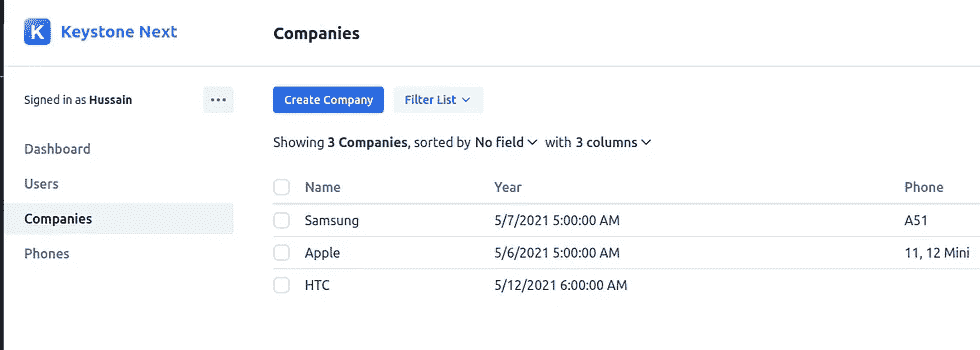 K Keystone Next
Companies
Signed in as Hussain
Create Company
Filter List
Dashboard
Users
Companies
Phones
Showing 3 Companies, sorted by No field with 3 columns
Name Year Phone
Samsung 5/7/2021 5:00:00 AM A51
Apple 5/6/2021 5:00:00 AM 11, 12 Mini
HTC 5/12/2021 6:00:00 AM